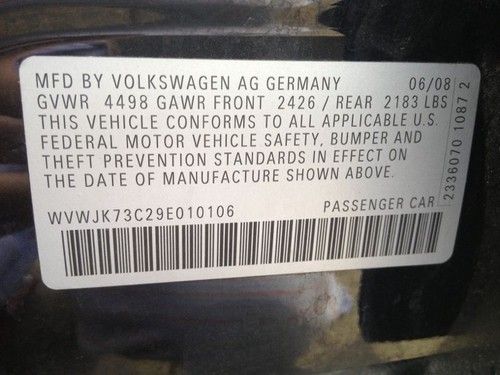 MFD BY VOLKSWAGEN AG GERMANY 06/08
GVWR 4498 GAWR FRONT 2426 / REAR 2183 LBS
THIS VEHICLE CONFORMS TO ALL APPLICABLE U.S.
FEDERAL MOTOR VEHICLE SAFETY, BUMPER AND
THEFT PREVENTION STANDARDS IN EFFECT ON
THE DATE OF MANUFACTURE SHOWN ABOVE.
WVWJK73C29E010106 PASSENGER CAR
2336070 1087 2